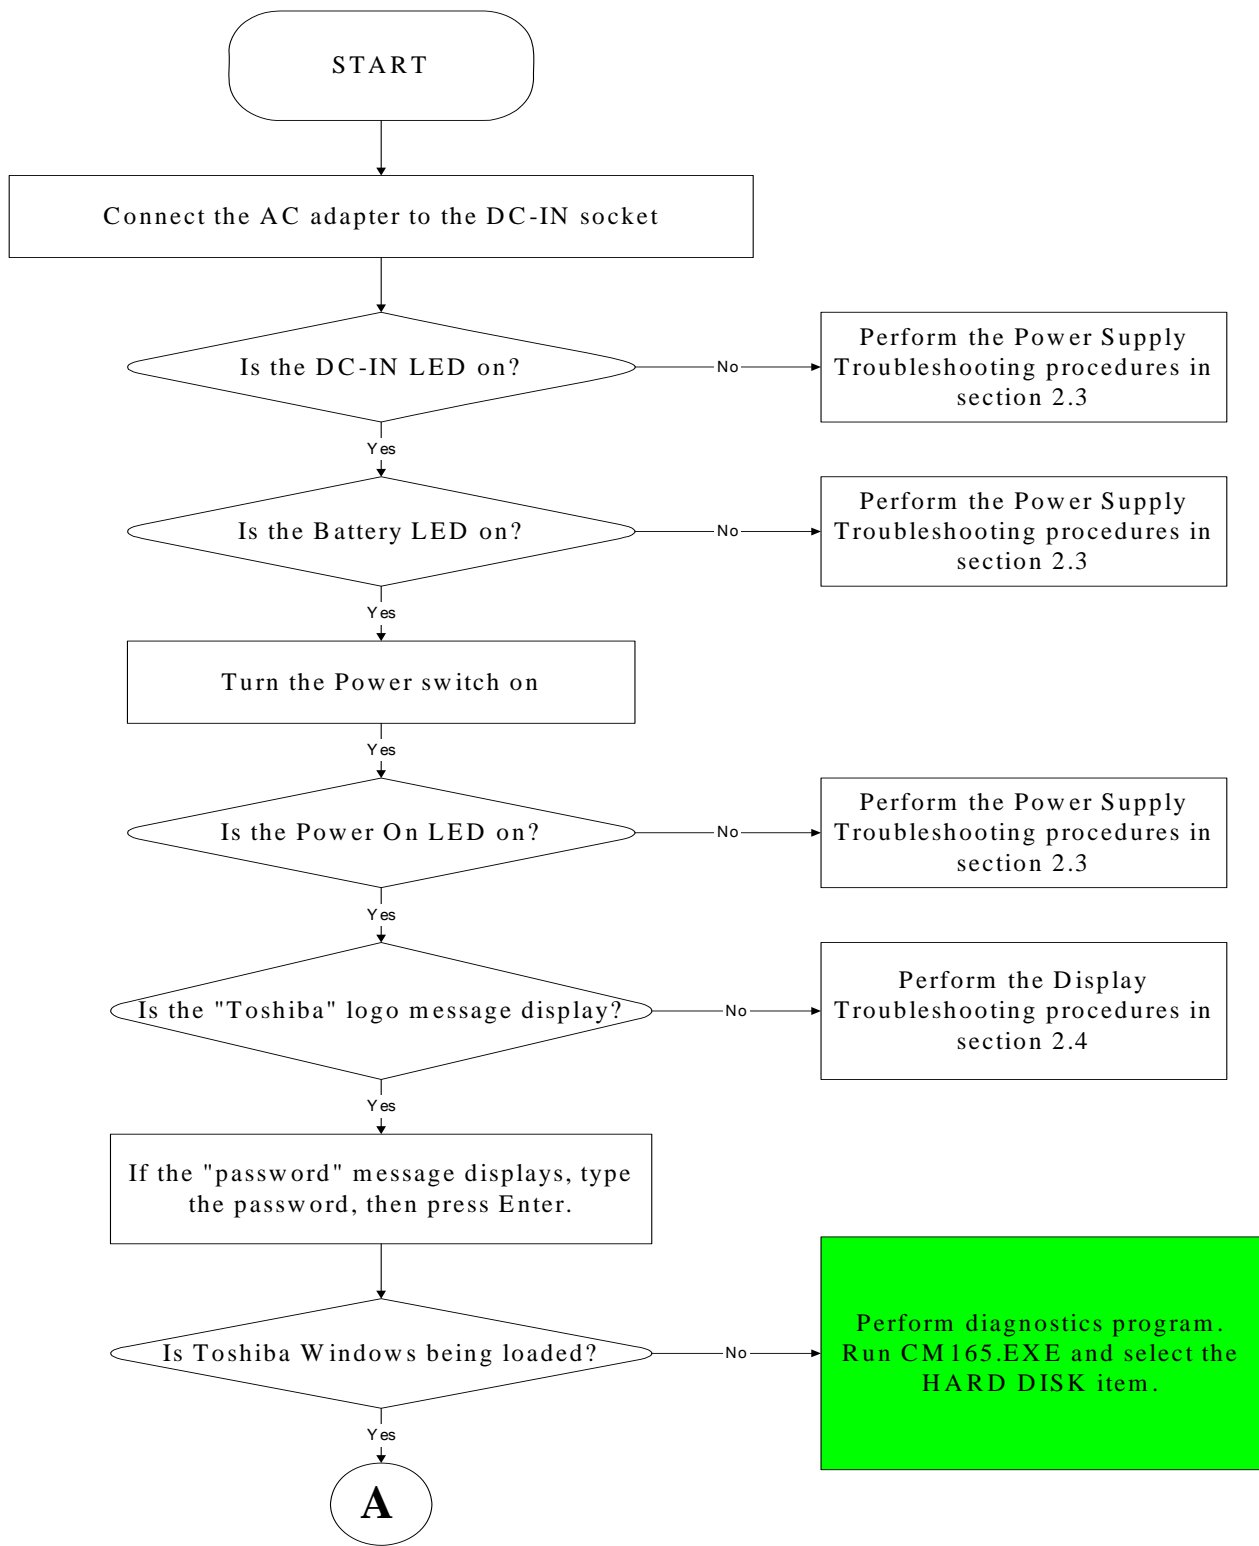 START
Connect the AC adapter to the DC-IN socket
Is the DC-IN LED on?
No
Perform the Power Supply
Troubleshooting procedures in
section 2.3
Yes
Is the Battery LED on?
No
Perform the Power Supply
Troubleshooting procedures in
section 2.3
Yes
Turn the Power switch on
Yes
Is the Power On LED on?
No
Perform the Power Supply
Troubleshooting procedures in
section 2.3
Yes
Is the "Toshiba" logo message display?
No
Perform the Display
Troubleshooting procedures in
section 2.4
Yes
If the "password" message displays, type
the password, then press Enter.
Is Toshiba Windows being loaded?
No
Perform diagnostics program.
Run CM165.EXE and select the
HARD DISK item.
Yes
A